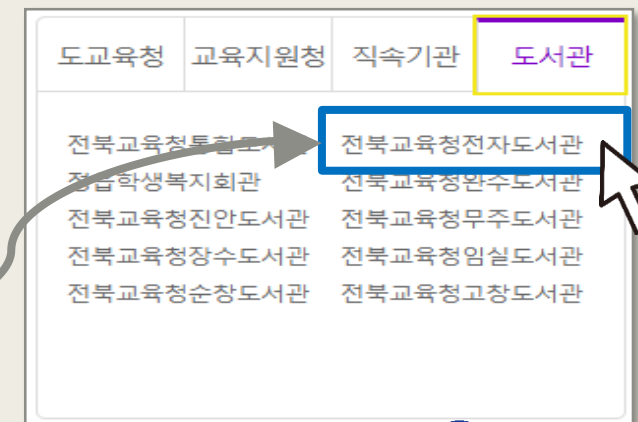 도교육청 교육지원청 직속기관 도서관
전북교육청통합도서관 전북교육청전자도서관
정읍학생복지회관 전북교육청완주도서관
전북교육청진안도서관 전북교육청무주도서관
전북교육청장수도서관 전북교육청임실도서관
전북교육청순창도서관 전북교육청고창도서관